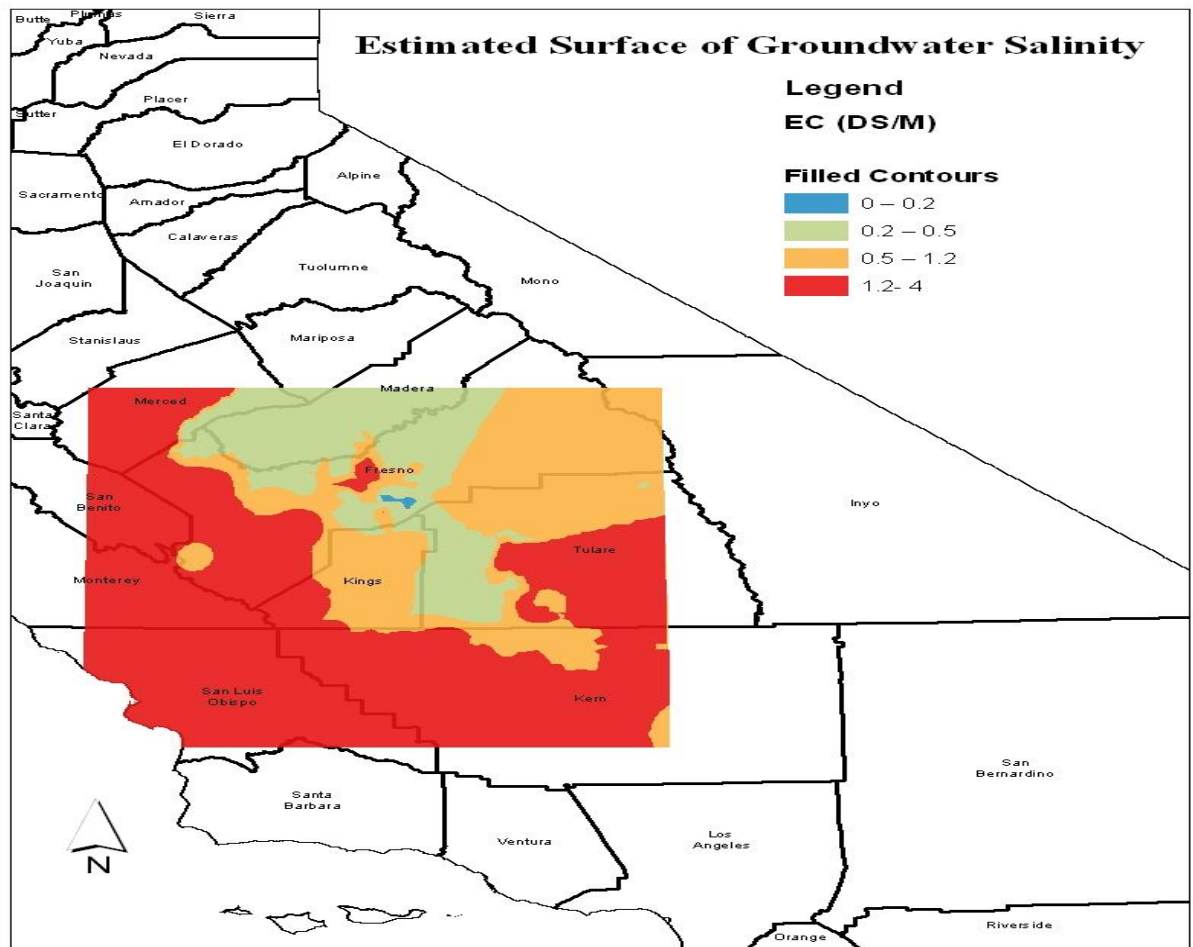 Estimated Surface of Groundwater Salinity
Legend
EC (DS/M)
Filled Contours
0 – 0.2
0.2 – 0.5
0.5 – 1.2
1.2- 4
Butte
Plumas
Sierra
Yuba
Nevada
Placer
Sutter
El Dorado
Alpine
Sacramento
Amador
Calaveras
San
Joaquin
Tuolumne
Mono
Stanislaus
Mariposa
Madera
Merced
Santa
Clara
Fresno
San
Benito
Inyo
Tulare
Monterey
Kings
San Luis
Obispo
Kern
San
Bernardino
Santa
Barbara
Ventura
Los
Angeles
Riverside
Orange
N